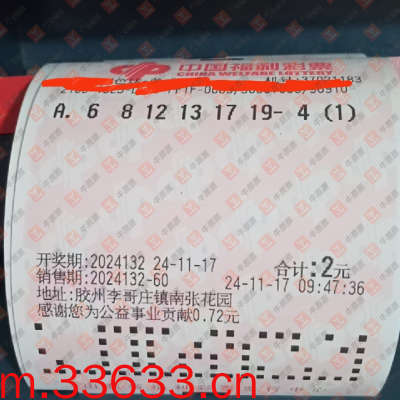 中国福利彩票
CHINA WELFARE LOTTERY
A. 6 8 12 13 17 19- 4 (1)
开奖期:2024132 24-11-17
合计:2元
销售期:2024132-60
24-11-17 09:47:36
地址:胶州李哥庄镇南张花园
感谢您为公益事业贡献0.72元
m.33633.cn